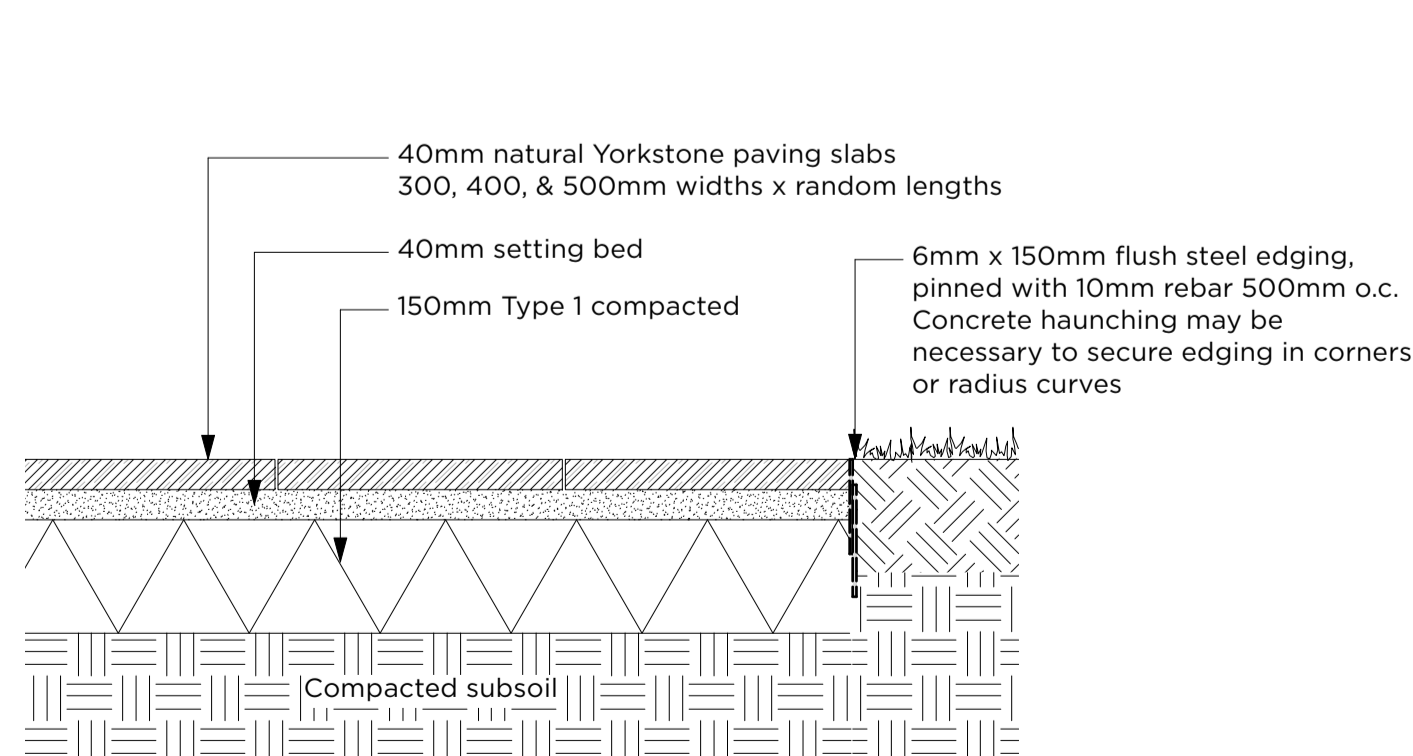 40mm natural Yorkstone paving slabs
300, 400, & 500mm widths x random lengths
40mm setting bed
150mm Type 1 compacted
6mm x 150mm flush steel edging,
pinned with 10mm rebar 500mm o.c.
Concrete haunching may be
necessary to secure edging in corners
or radius curves
Compacted subsoil